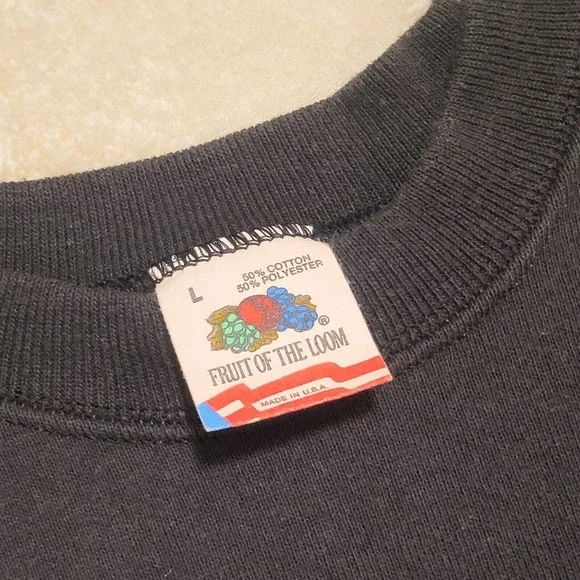 L
50% COTTON
50% POLYESTER
®
FRUIT OF THE LOOM
MADE IN U.S.A.